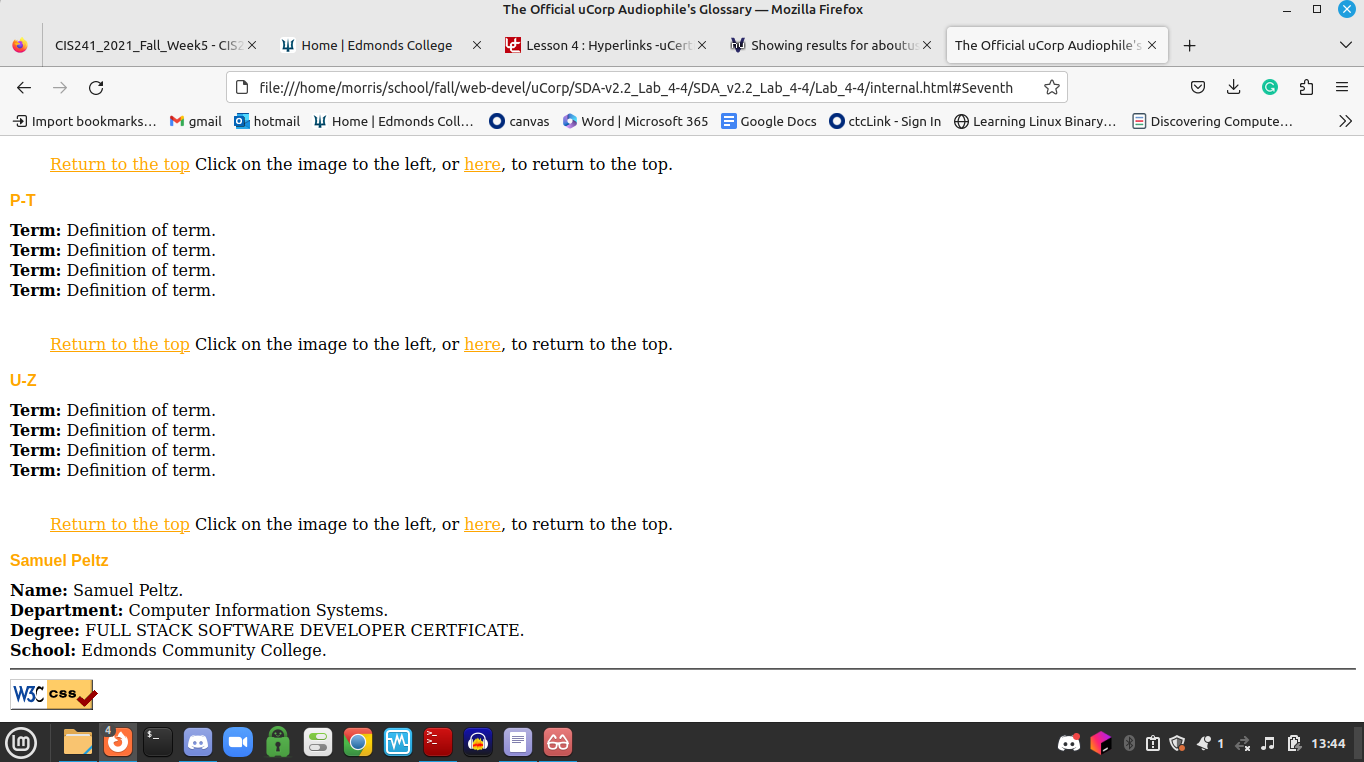 The Official uCorp Audiophile's Glossary — Mozilla Firefox
CIS241_2021_Fall_Week5 - CIS2
Home | Edmonds College
Lesson 4 : Hyperlinks -uCert
Showing results for aboutus
The Official uCorp Audiophile's
file:///home/morris/school/fall/web-devel/uCorp/SDA-v2.2_Lab_4-4/SDA_v2.2_Lab_4-4/Lab_4-4/internal.html#Seventh
Import bookmarks… gmail hotmail Home | Edmonds Coll… canvas Word | Microsoft 365 Google Docs ctcLink - Sign In Learning Linux Binary… Discovering Compute…
Return to the top Click on the image to the left, or here, to return to the top.
P-T
Term: Definition of term.
Term: Definition of term.
Term: Definition of term.
Term: Definition of term.
Return to the top Click on the image to the left, or here, to return to the top.
U-Z
Term: Definition of term.
Term: Definition of term.
Term: Definition of term.
Term: Definition of term.
Return to the top Click on the image to the left, or here, to return to the top.
Samuel Peltz
Name: Samuel Peltz.
Department: Computer Information Systems.
Degree: FULL STACK SOFTWARE DEVELOPER CERTFICATE.
School: Edmonds Community College.
W3C css
4
1
13:44